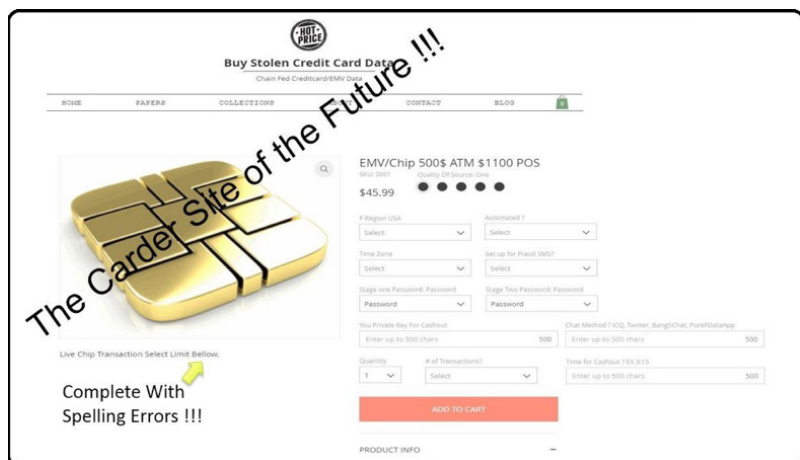 HOT
PRICE
Buy Stolen Credit Card Data
Chain Fed Creditcard/EMV Data
HOME PAPERS COLLECTIONS ABOUT CONTACT BLOG 0
The Carder Site of the Future !!!
EMV/Chip 500$ ATM $1100 POS
SKU: 0001 Quality Of Source: One
$45.99
F-Region USA Automated ?
Select Select
Time Zone Set up for Fraud SMS?
Select Select
Stage one Password: Password Stage Two Password: Password
Password Password
You Private Key For Cashout Chat Method ? ICQ, Twitter, Bang5Chat,
Enter up to 500 chars 500 Enter up to 500 chars 500
Live Chip Transaction Select Limit Bellow.
Quantity # of Transactions? Time for Cashout ? EX 3:15
1 Select Enter up to 500 chars 500
Complete With
Spelling Errors !!!
ADD TO CART
PRODUCT INFO